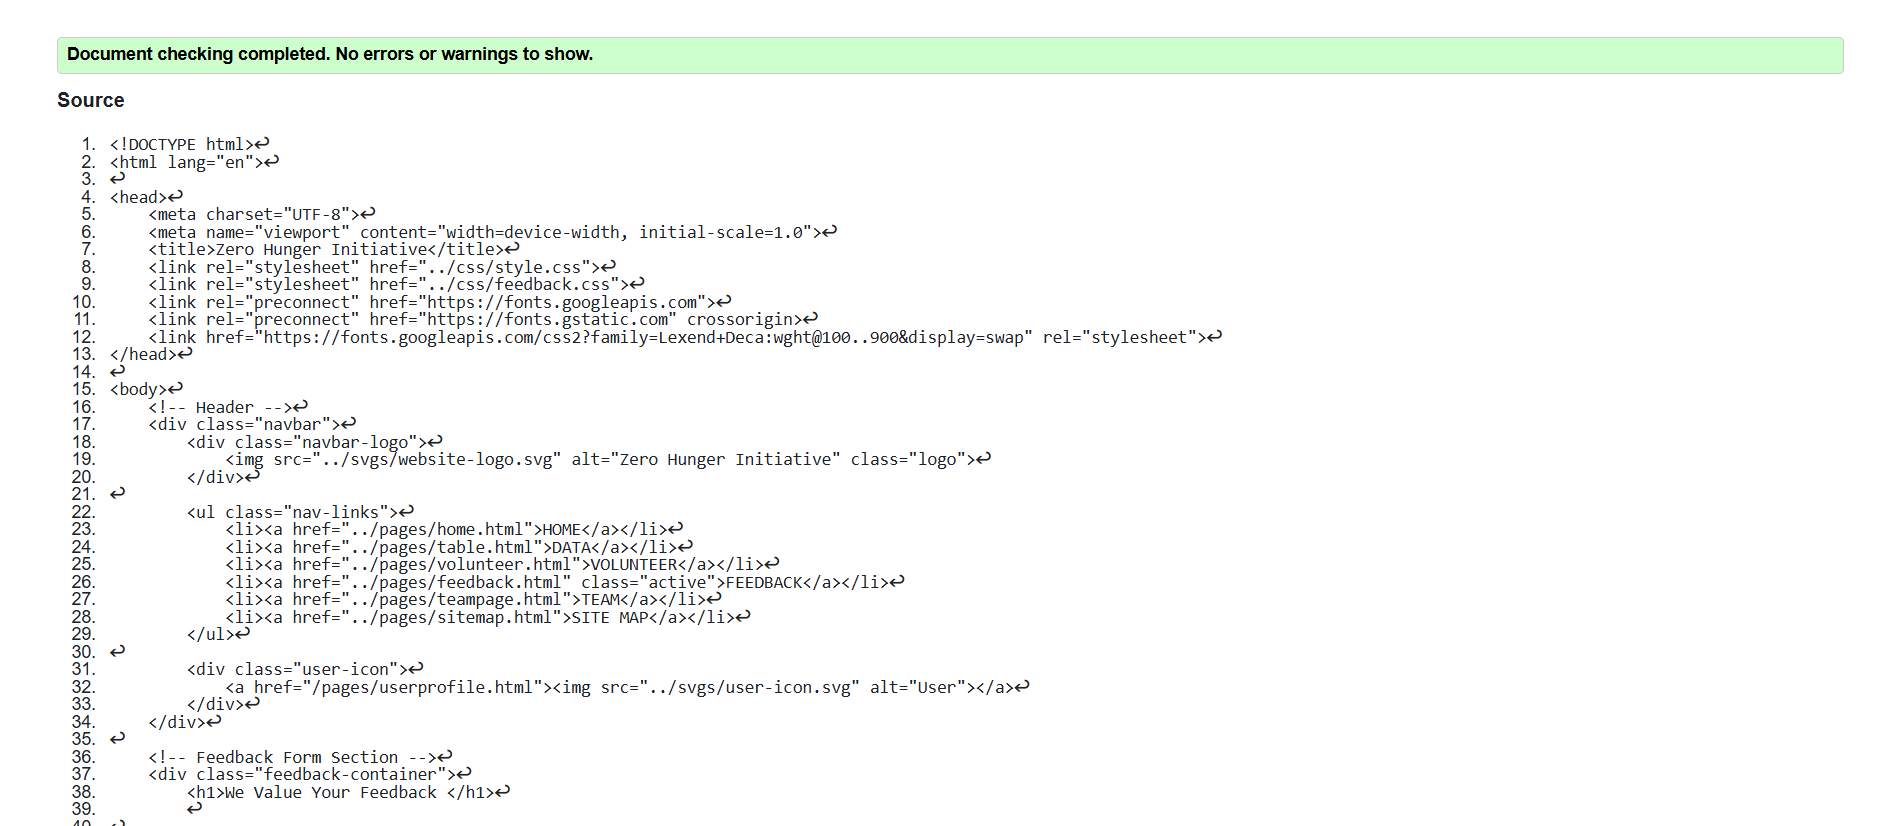 Document checking completed. No errors or warnings to show.
Source
1. <!DOCTYPE html>↩
2. <html lang="en">↩
3. ↩
4. <head>↩
5.     <meta charset="UTF-8">↩
6.     <meta name="viewport" content="width=device-width, initial-scale=1.0">↩
7.     <title>Zero Hunger Initiative</title>↩
8.     <link rel="stylesheet" href="../css/style.css">↩
9.     <link rel="stylesheet" href="../css/feedback.css">↩
10.     <link rel="preconnect" href="https://fonts.googleapis.com">↩
11.     <link rel="preconnect" href="https://fonts.gstatic.com" crossorigin>↩
12.     <link href="https://fonts.googleapis.com/css2?family=Lexend+Deca:wght@100..900&display=swap" rel="stylesheet">↩
13. </head>↩
14. ↩
15. <body>↩
16.     <!-- Header -->↩
17.     <div class="navbar">↩
18.         <div class="navbar-logo">↩
19.             <img src="../svgs/website-logo.svg" alt="Zero Hunger Initiative" class="logo">↩
20.         </div>↩
21. ↩
22.         <ul class="nav-links">↩
23.             <li><a href="../pages/home.html">HOME</a></li>↩
24.             <li><a href="../pages/table.html">DATA</a></li>↩
25.             <li><a href="../pages/volunteer.html">VOLUNTEER</a></li>↩
26.             <li><a href="../pages/feedback.html" class="active">FEEDBACK</a></li>↩
27.             <li><a href="../pages/teampage.html">TEAM</a></li>↩
28.             <li><a href="../pages/sitemap.html">SITE MAP</a></li>↩
29.         </ul>↩
30. ↩
31.         <div class="user-icon">↩
32.             <a href="/pages/userprofile.html"><img src="../svgs/user-icon.svg" alt="User"></a>↩
33.         </div>↩
34.     </div>↩
35. ↩
36.     <!-- Feedback Form Section -->↩
37.     <div class="feedback-container">↩
38.         <h1>We Value Your Feedback </h1>↩
39.         ↩
40. ↩